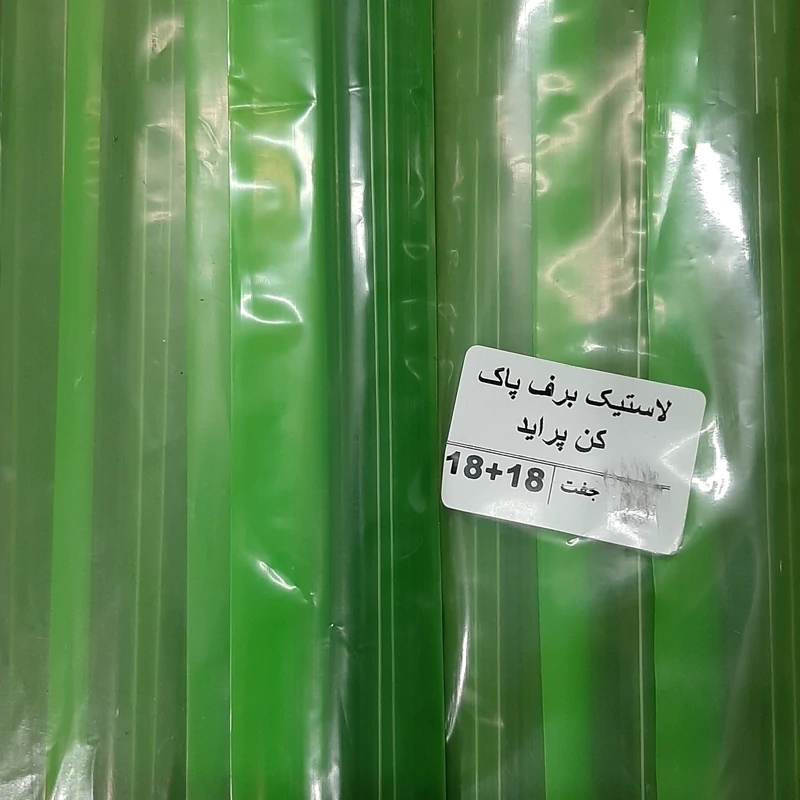 لاستیک برف پاک
کن پراید
جفت 18+18